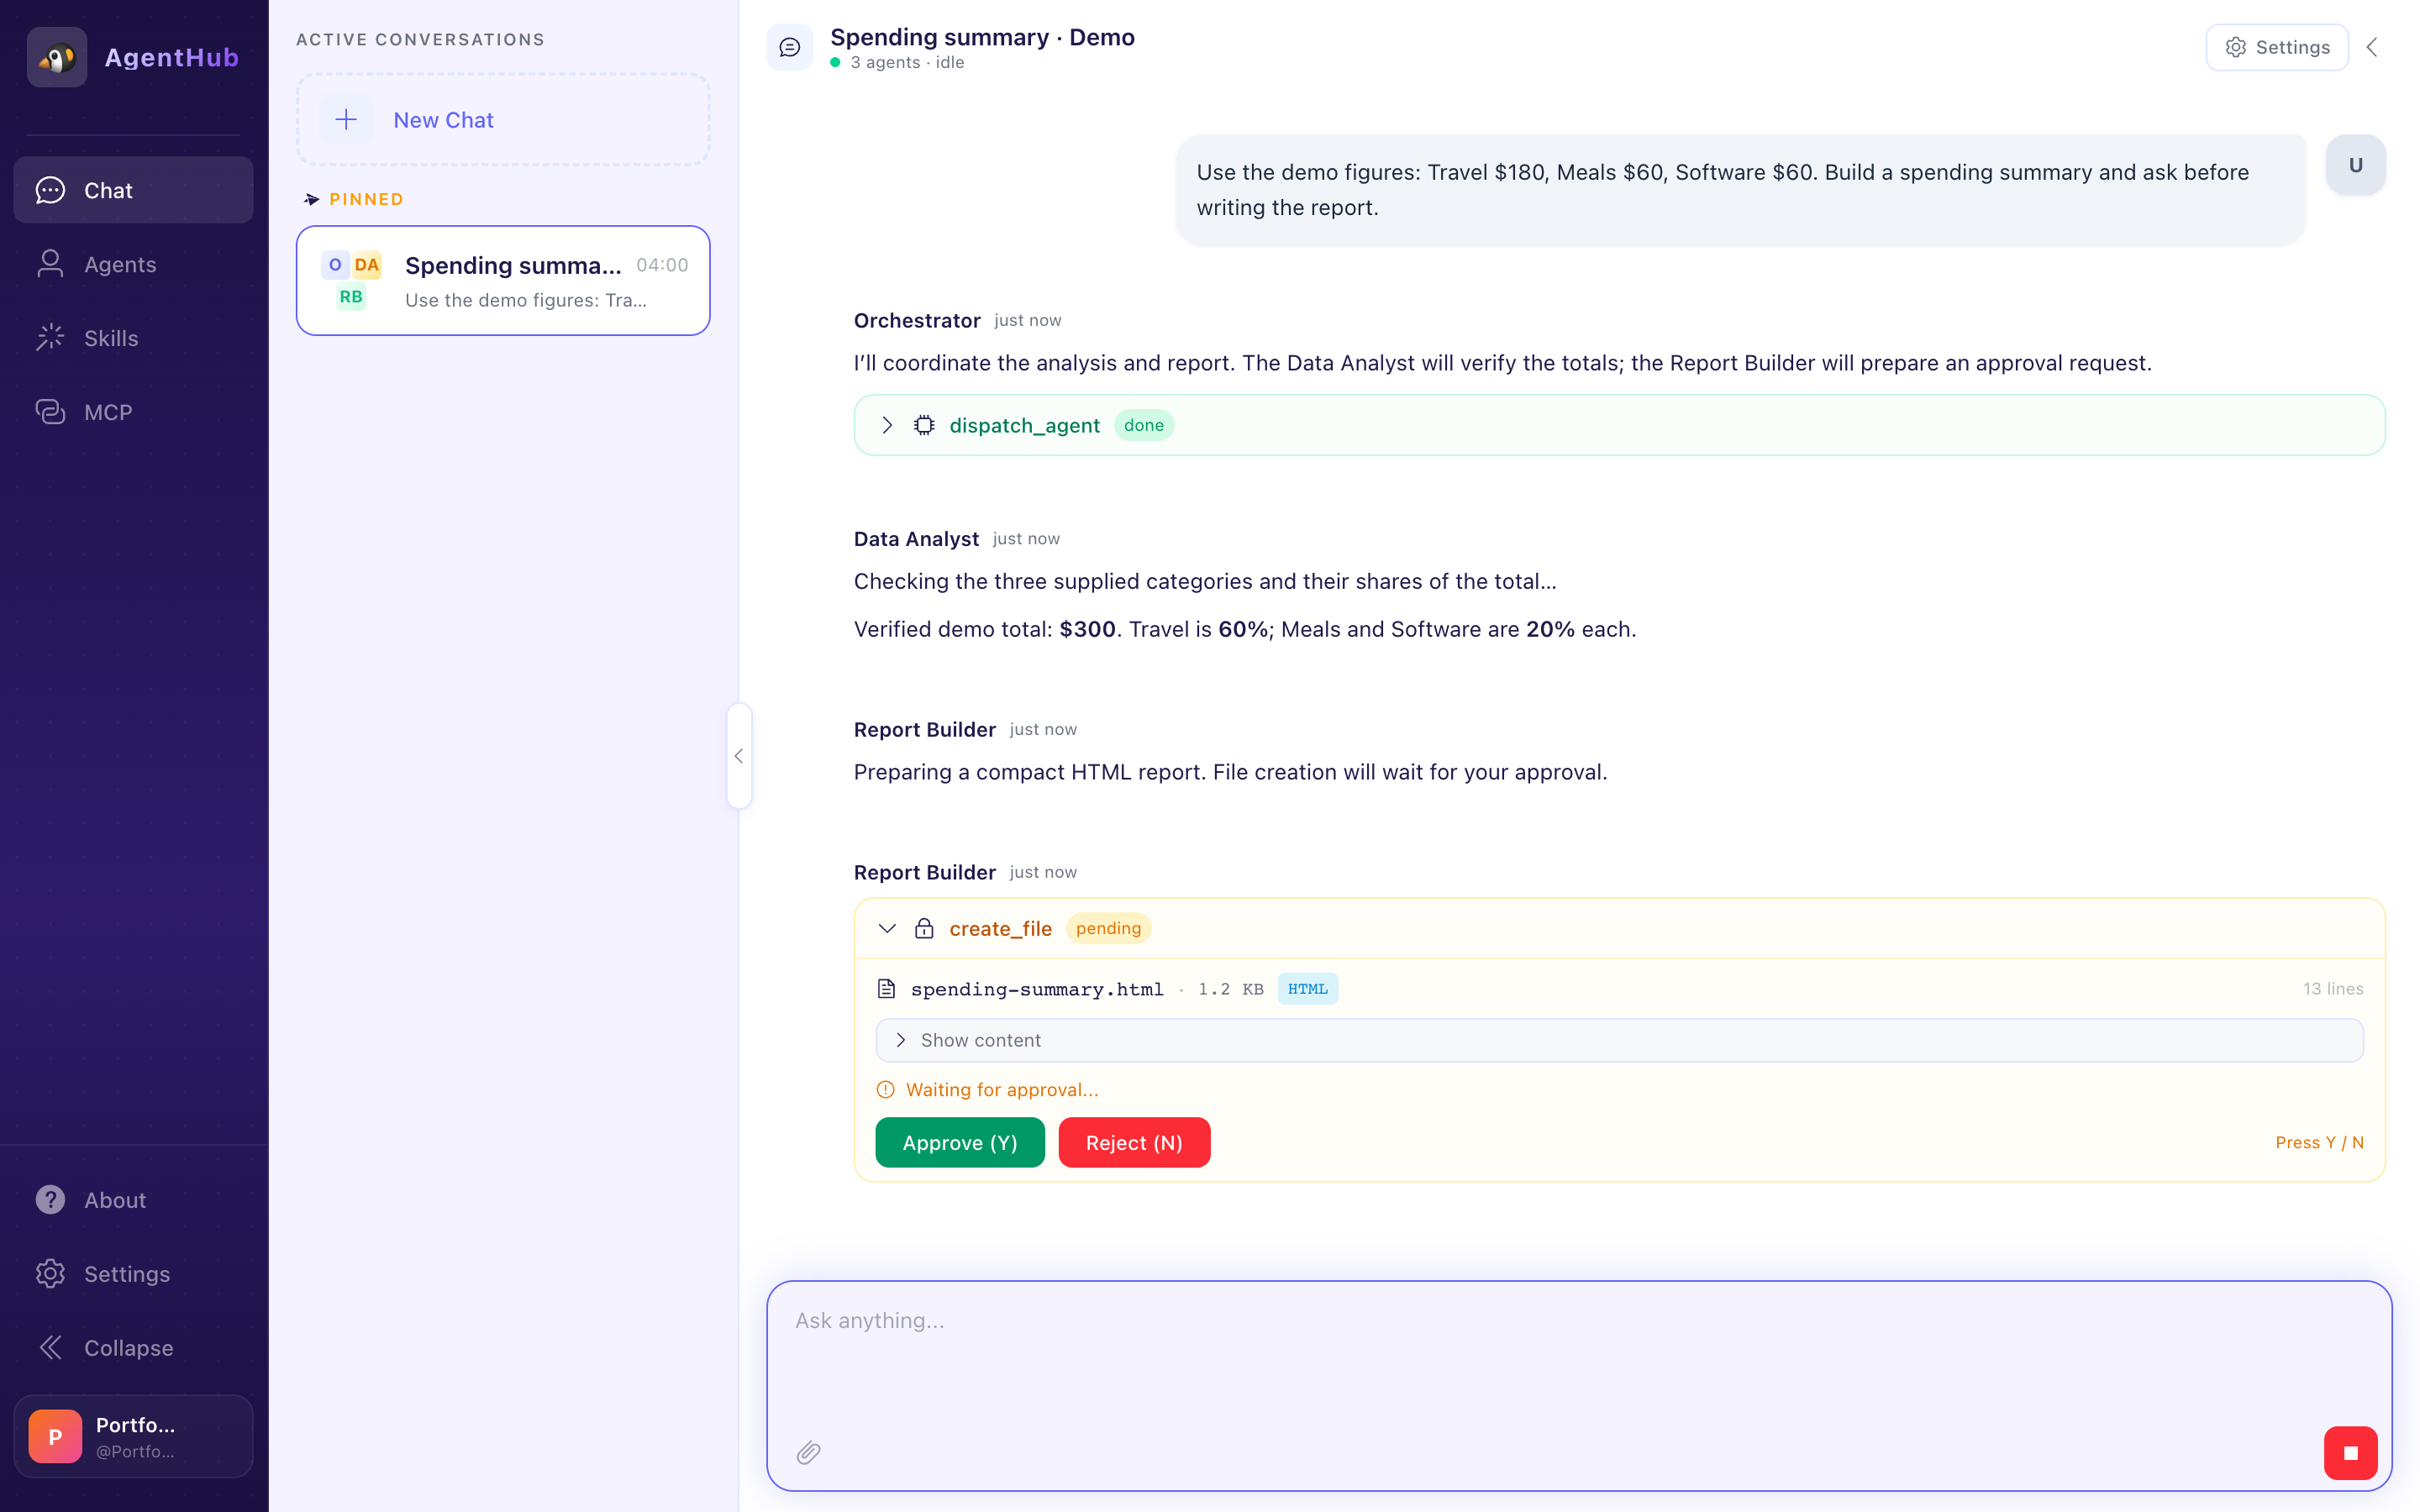 AgentHub
Chat
Agents
Skills
MCP
About
Settings
Collapse
P
Portfo...
@Portfo...
ACTIVE CONVERSATIONS
New Chat
PINNED
O DA
RB
Spending summa... 04:00
Use the demo figures: Tra...
Spending summary · Demo
3 agents · idle
Settings
Use the demo figures: Travel $180, Meals $60, Software $60. Build a spending summary and ask before
writing the report.
U
Orchestrator just now
I’ll coordinate the analysis and report. The Data Analyst will verify the totals; the Report Builder will prepare an approval request.
dispatch_agent done
Data Analyst just now
Checking the three supplied categories and their shares of the total...
Verified demo total: $300. Travel is 60%; Meals and Software are 20% each.
Report Builder just now
Preparing a compact HTML report. File creation will wait for your approval.
Report Builder just now
create_file pending
spending-summary.html · 1.2 KB HTML 13 lines
Show content
Waiting for approval...
Approve (Y) Reject (N) Press Y / N
Ask anything...